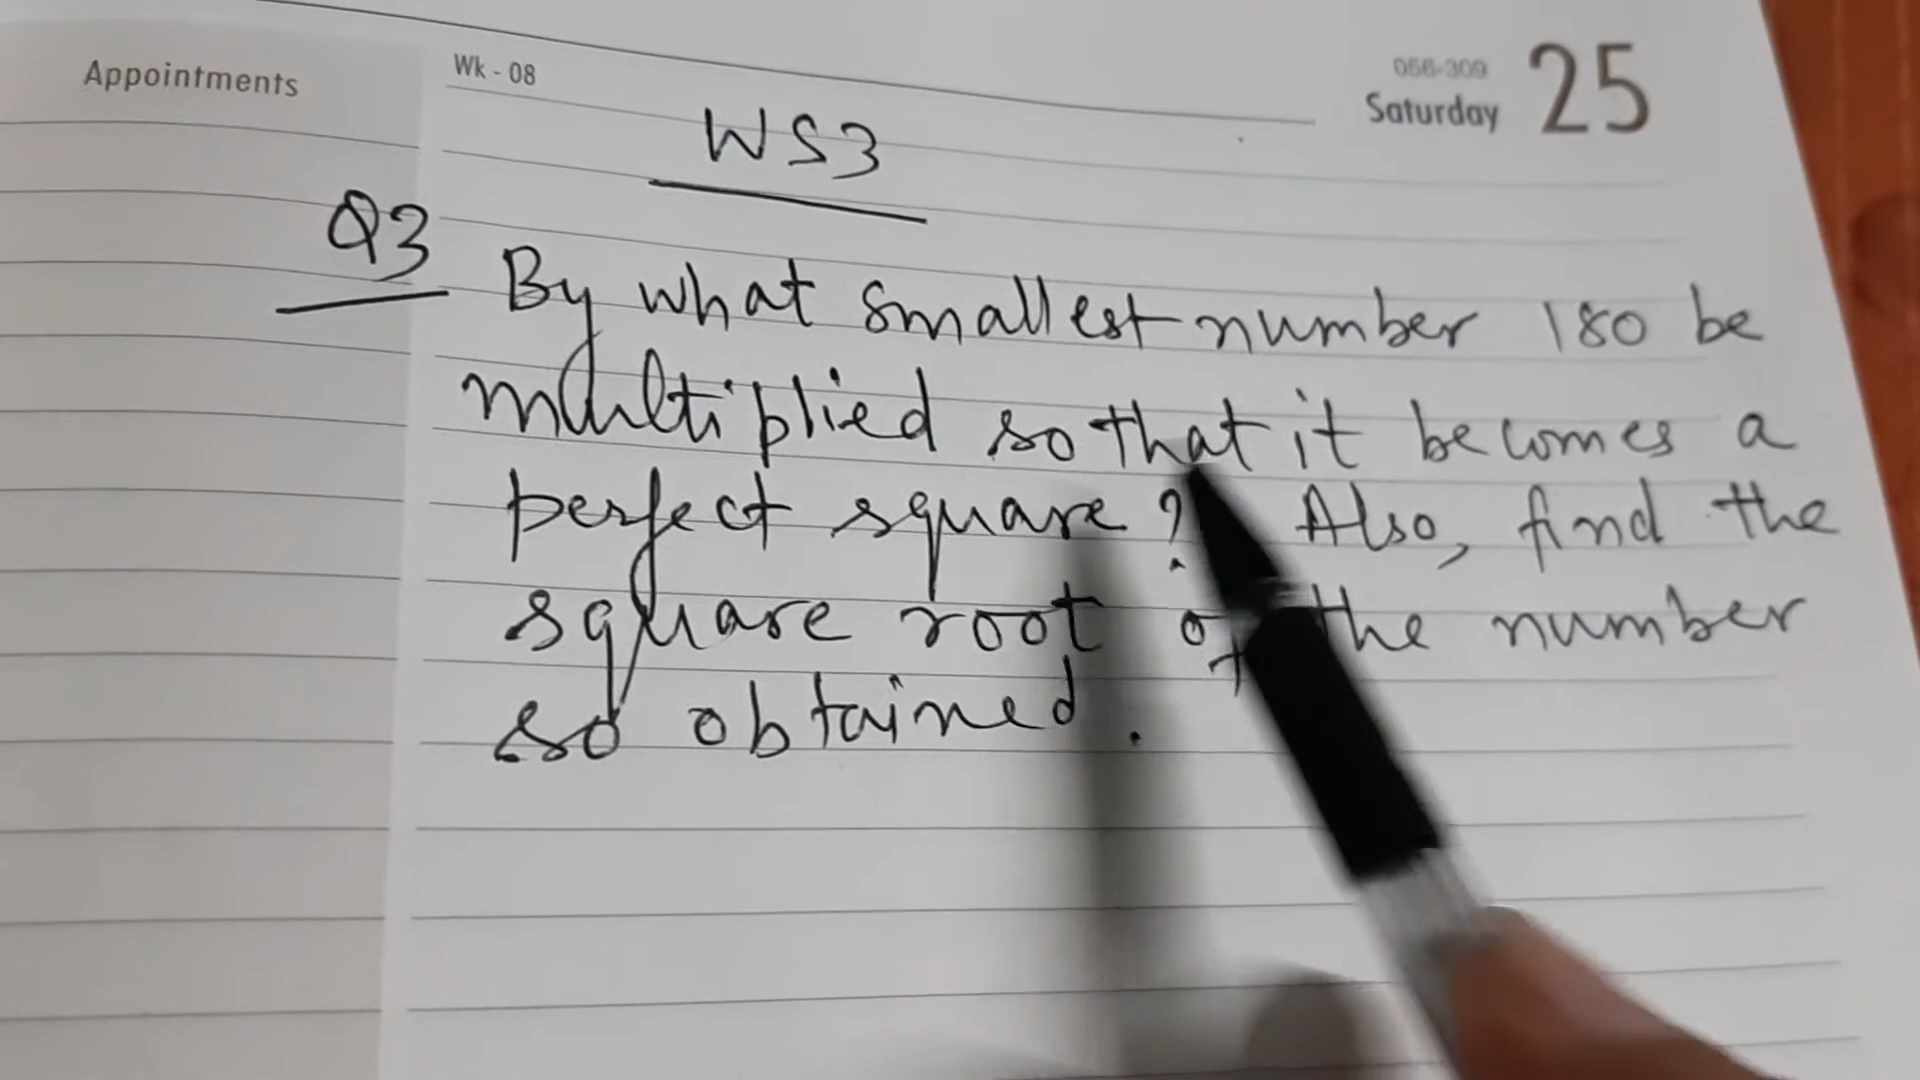 Appointments
Wk - 08
056-309
Saturday 25
WS3
Q3 By what smallest number 180 be
multiplied so that it becomes a
perfect square? Also, find the
square root of the number
so obtained.